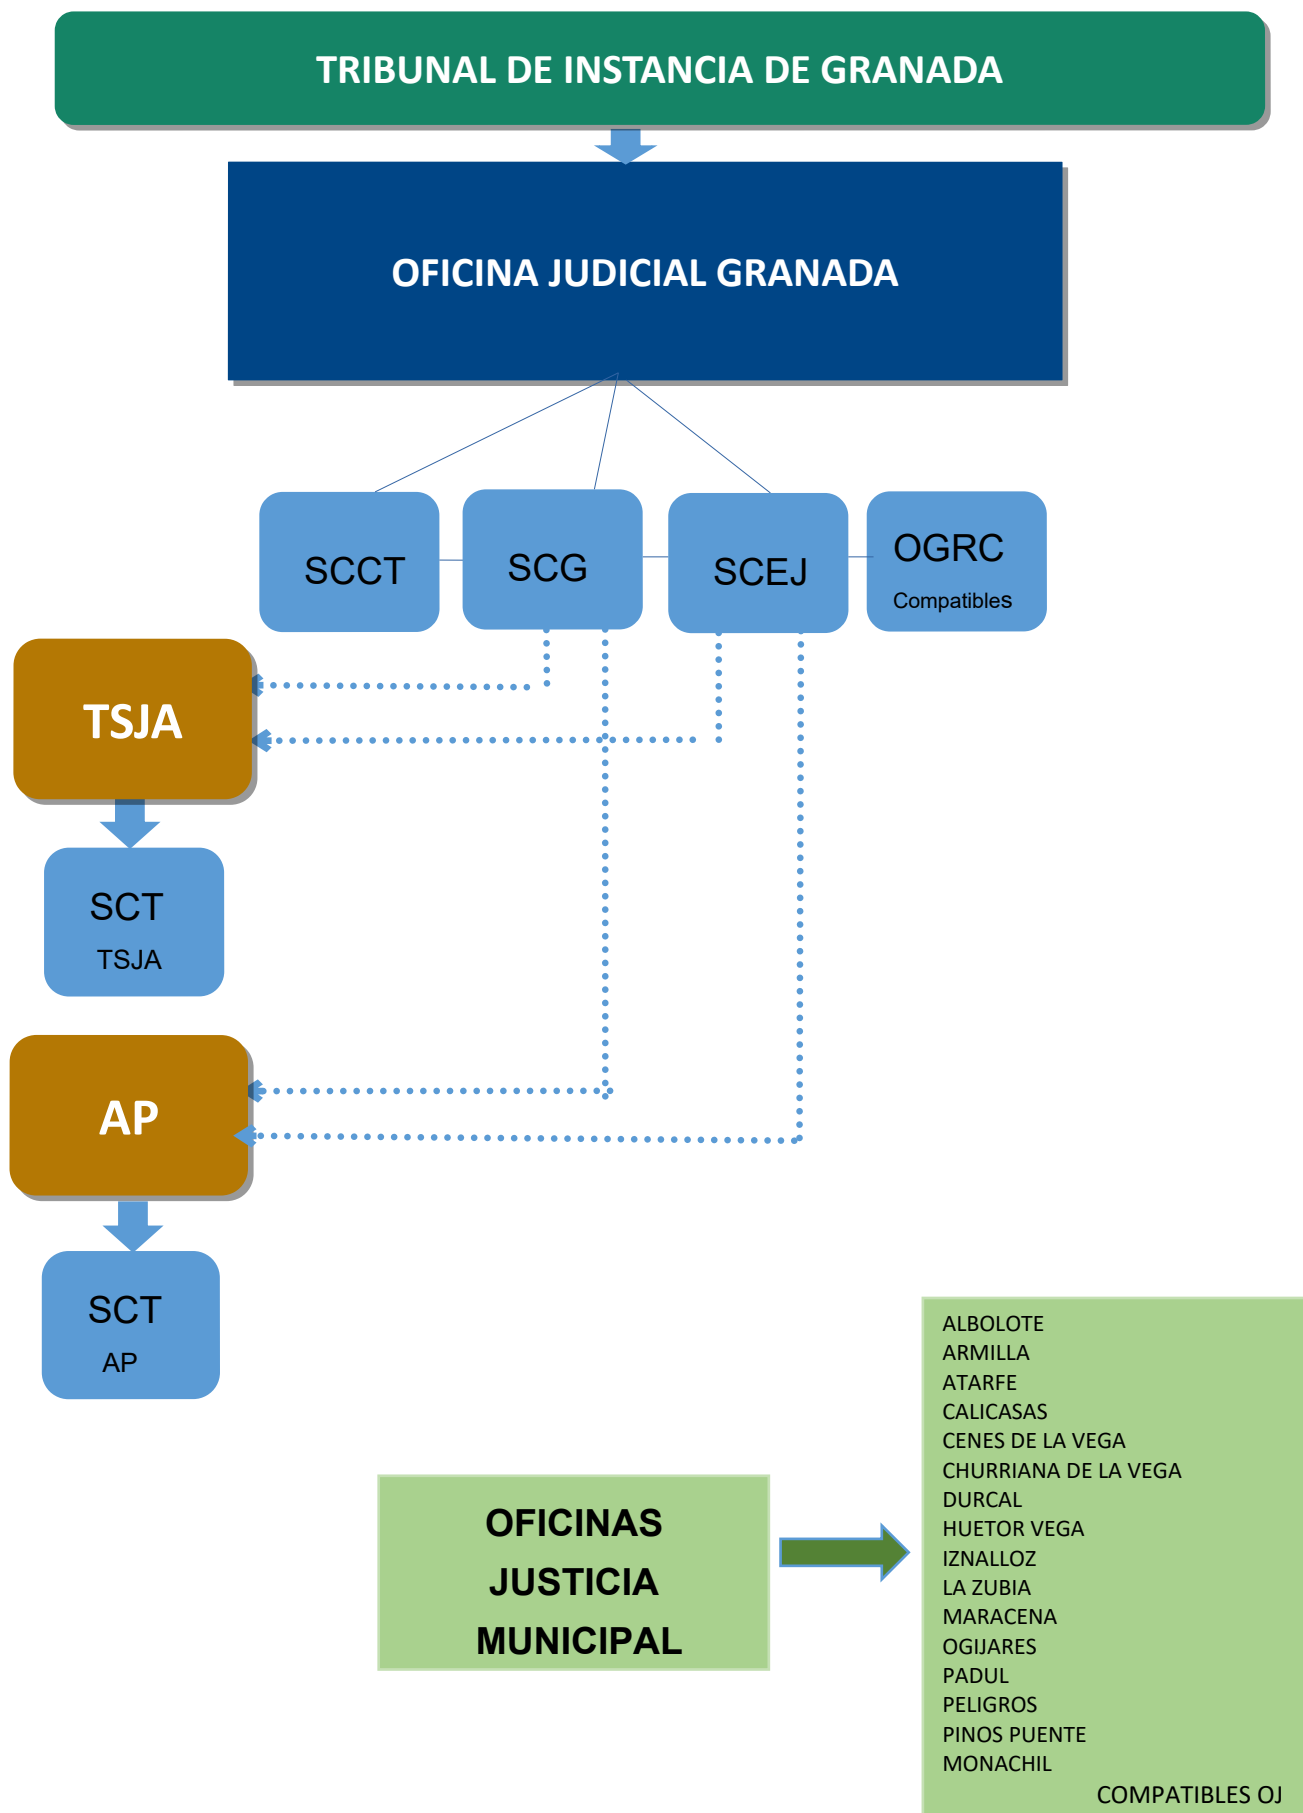 TRIBUNAL DE INSTANCIA DE GRANADA
OFICINA JUDICIAL GRANADA
SCCT
SCG
SCEJ
OGRC
Compatibles
TSJA
SCT
TSJA
AP
SCT
AP
OFICINAS
JUSTICIA
MUNICIPAL
ALBOLOTE
ARMILLA
ATARFE
CALICASAS
CENES DE LA VEGA
CHURRIANA DE LA VEGA
DURCAL
HUETOR VEGA
IZNALLOZ
LA ZUBIA
MARACENA
OGIJARES
PADUL
PELIGROS
PINOS PUENTE
MONACHIL
COMPATIBLES OJ